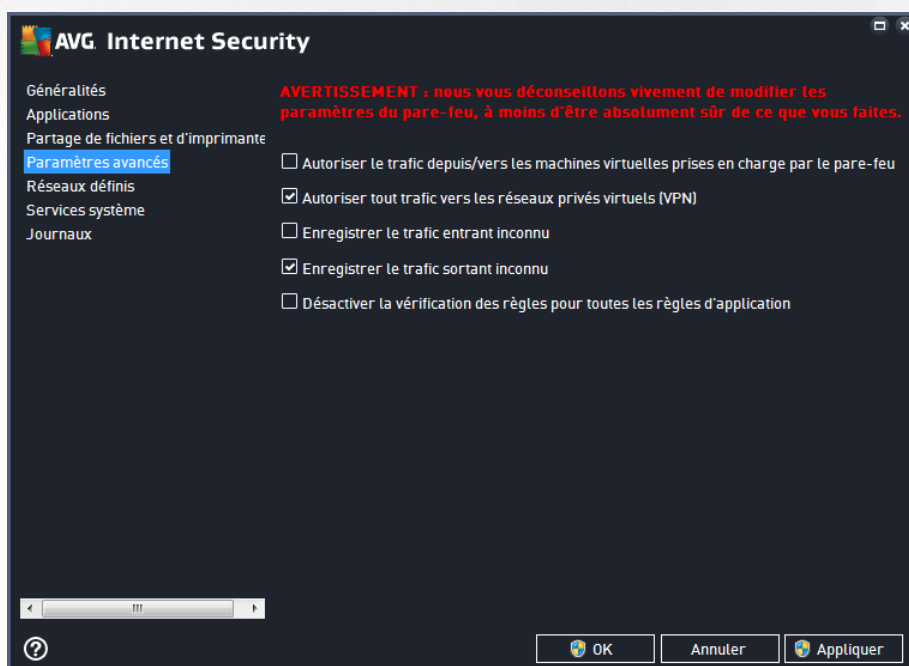 AVG. Internet Security
Généralités
Applications
Partage de fichiers et d'imprimante
Paramètres avancés
Réseaux définis
Services système
Journaux
AVERTISSEMENT : nous vous déconseillons vivement de modifier les
paramètres du pare-feu, à moins d'être absolument sûr de ce que vous faites.
Autoriser le trafic depuis/vers les machines virtuelles prises en charge par le pare-feu
Autoriser tout trafic vers les réseaux privés virtuels (VPN)
Enregistrer le trafic entrant inconnu
Enregistrer le trafic sortant inconnu
Désactiver la vérification des règles pour toutes les règles d'application
OK
Annuler
Appliquer